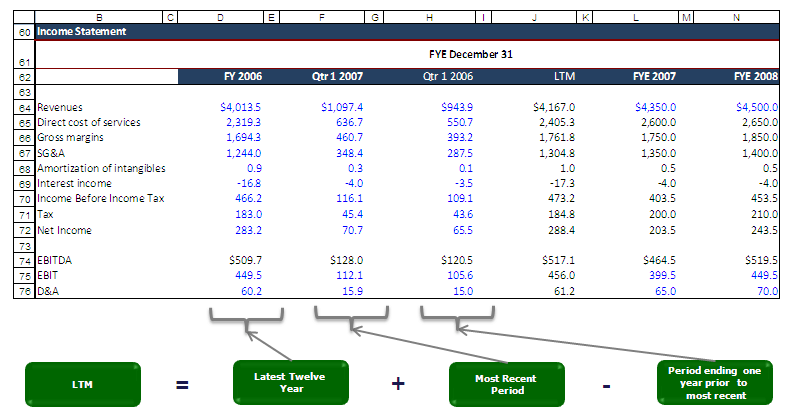 B C D E F G H I J K L M N
60 Income Statement
61 FYE December 31
62 FY 2006 Qtr 1 2007 Qtr 1 2006 LTM FYE 2007 FYE 2008
63
64 Revenues $4,013.5 $1,097.4 $943.9 $4,167.0 $4,350.0 $4,500.0
65 Direct cost of services 2,319.3 636.7 550.7 2,405.3 2,600.0 2,650.0
66 Gross margins 1,694.3 460.7 393.2 1,761.8 1,750.0 1,850.0
67 SG&A 1,244.0 348.4 287.5 1,304.8 1,350.0 1,400.0
68 Amortization of intangibles 0.9 0.3 0.1 1.0 0.5 0.5
69 Interest income -16.8 -4.0 -3.5 -17.3 -4.0 -4.0
70 Income Before Income Tax 466.2 116.1 109.1 473.2 403.5 453.5
71 Tax 183.0 45.4 43.6 184.8 200.0 210.0
72 Net Income 283.2 70.7 65.5 288.4 203.5 243.5
73
74 EBITDA $509.7 $128.0 $120.5 $517.1 $464.5 $519.5
75 EBIT 449.5 112.1 105.6 456.0 399.5 449.5
76 D&A 60.2 15.9 15.0 61.2 65.0 70.0
LTM = Latest Twelve
Year
+ Most Recent
Period
- Period ending one
year prior to
most recent